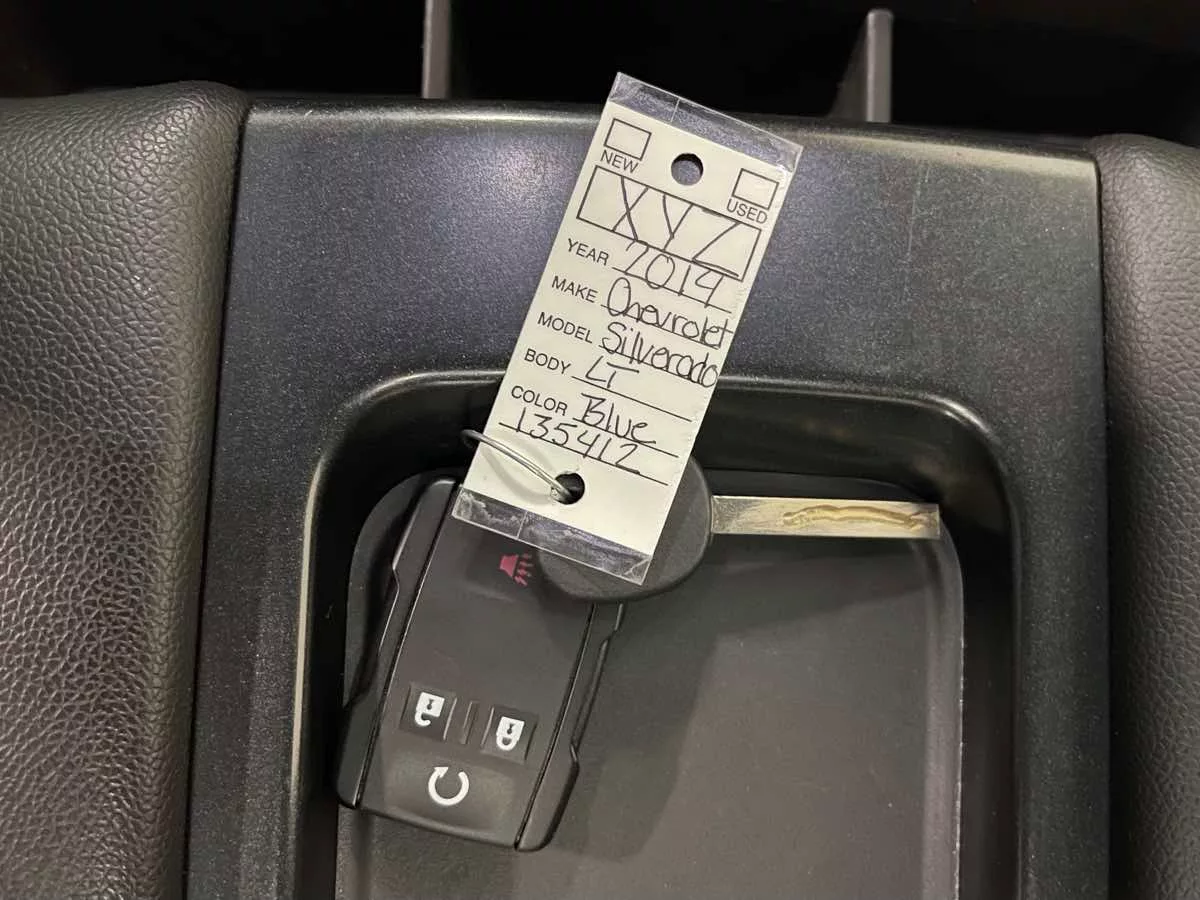 NEW
USED
XYZ
YEAR 2014
MAKE Chevrolet
MODEL Silverado
BODY LT
COLOR Blue
135412